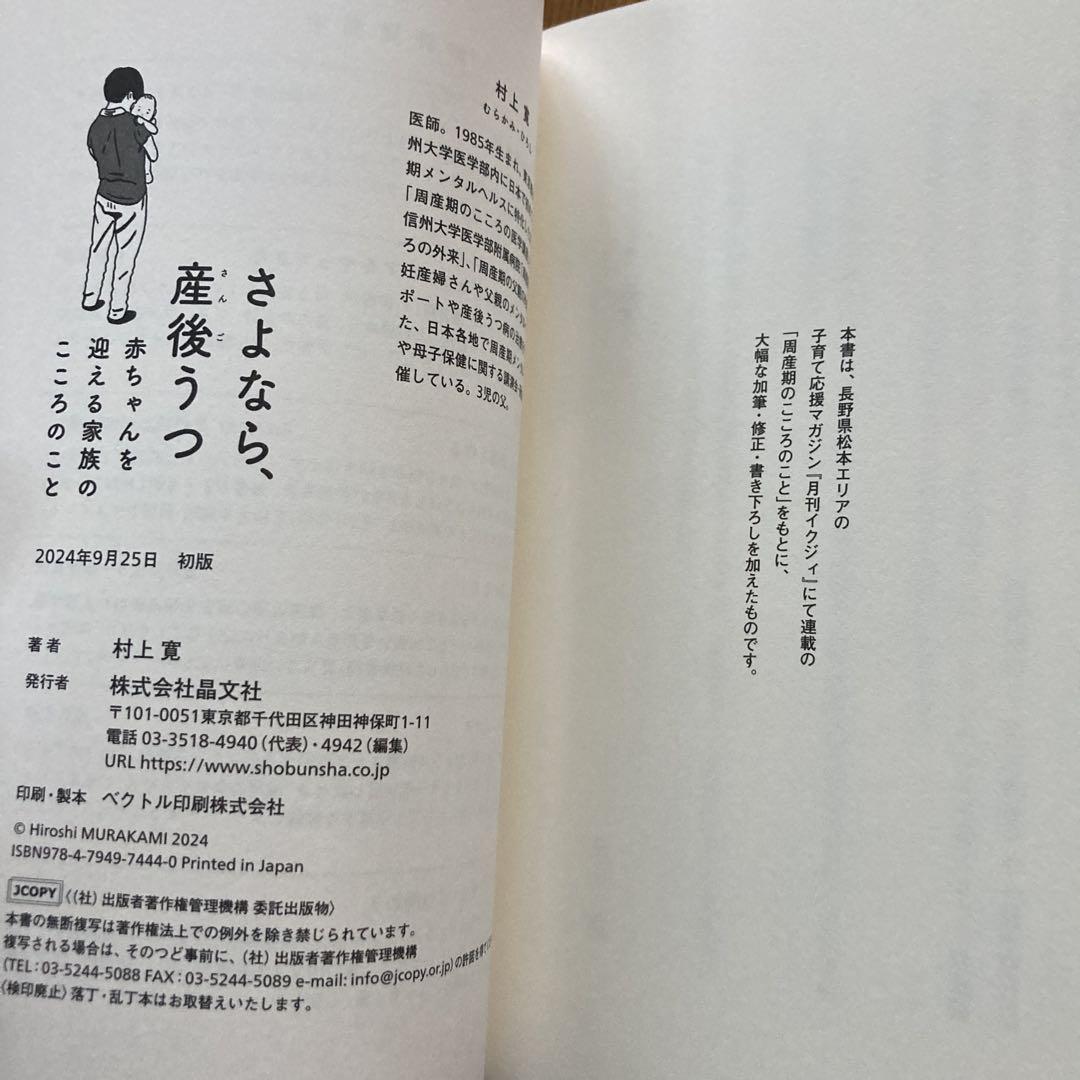 さよなら、
産後うつ
さんご
赤ちゃんを
迎える家族の
こころのこと
2024年9月25日 初版
著者 村上 寛
発行者 株式会社晶文社
〒101-0051東京都千代田区神田神保町1-11
電話 03-3518-4940（代表）・4942（編集）
URL https://www.shobunsha.co.jp
印刷・製本 ベクトル印刷株式会社
© Hiroshi MURAKAMI 2024
ISBN978-4-7949-7444-0 Printed in Japan
JCOPY〈（社）出版者著作権管理機構 委託出版物〉
本書の無断複写は著作権法上での例外を除き禁じられています。
複写される場合は、そのつど事前に、（社）出版者著作権管理機構
（TEL：03-5244-5088 FAX：03-5244-5089 e-mail: info@jcopy.or.jp）の許諾を得て
〈検印廃止〉落丁・乱丁本はお取替えいたします。
村上 寛
むらかみ・ひろし
医師。1985年生まれ、
州大学医学部内に日本で
期メンタルヘルスに特化した
「周産期のこころの医学
信州大学医学部附属病院
ろの外来」、「周産期の父親
妊産婦さんや父親のメンタル
ポートや産後うつ病の
た、日本各地で周産期メン
や母子保健に関する講演会
催している。3児の父。
本書は、長野県松本エリアの
子育て応援マガジン『月刊イクジィ』にて連載の
「周産期のこころのこと」をもとに、
大幅な加筆・修正・書き下ろしを加えたものです。